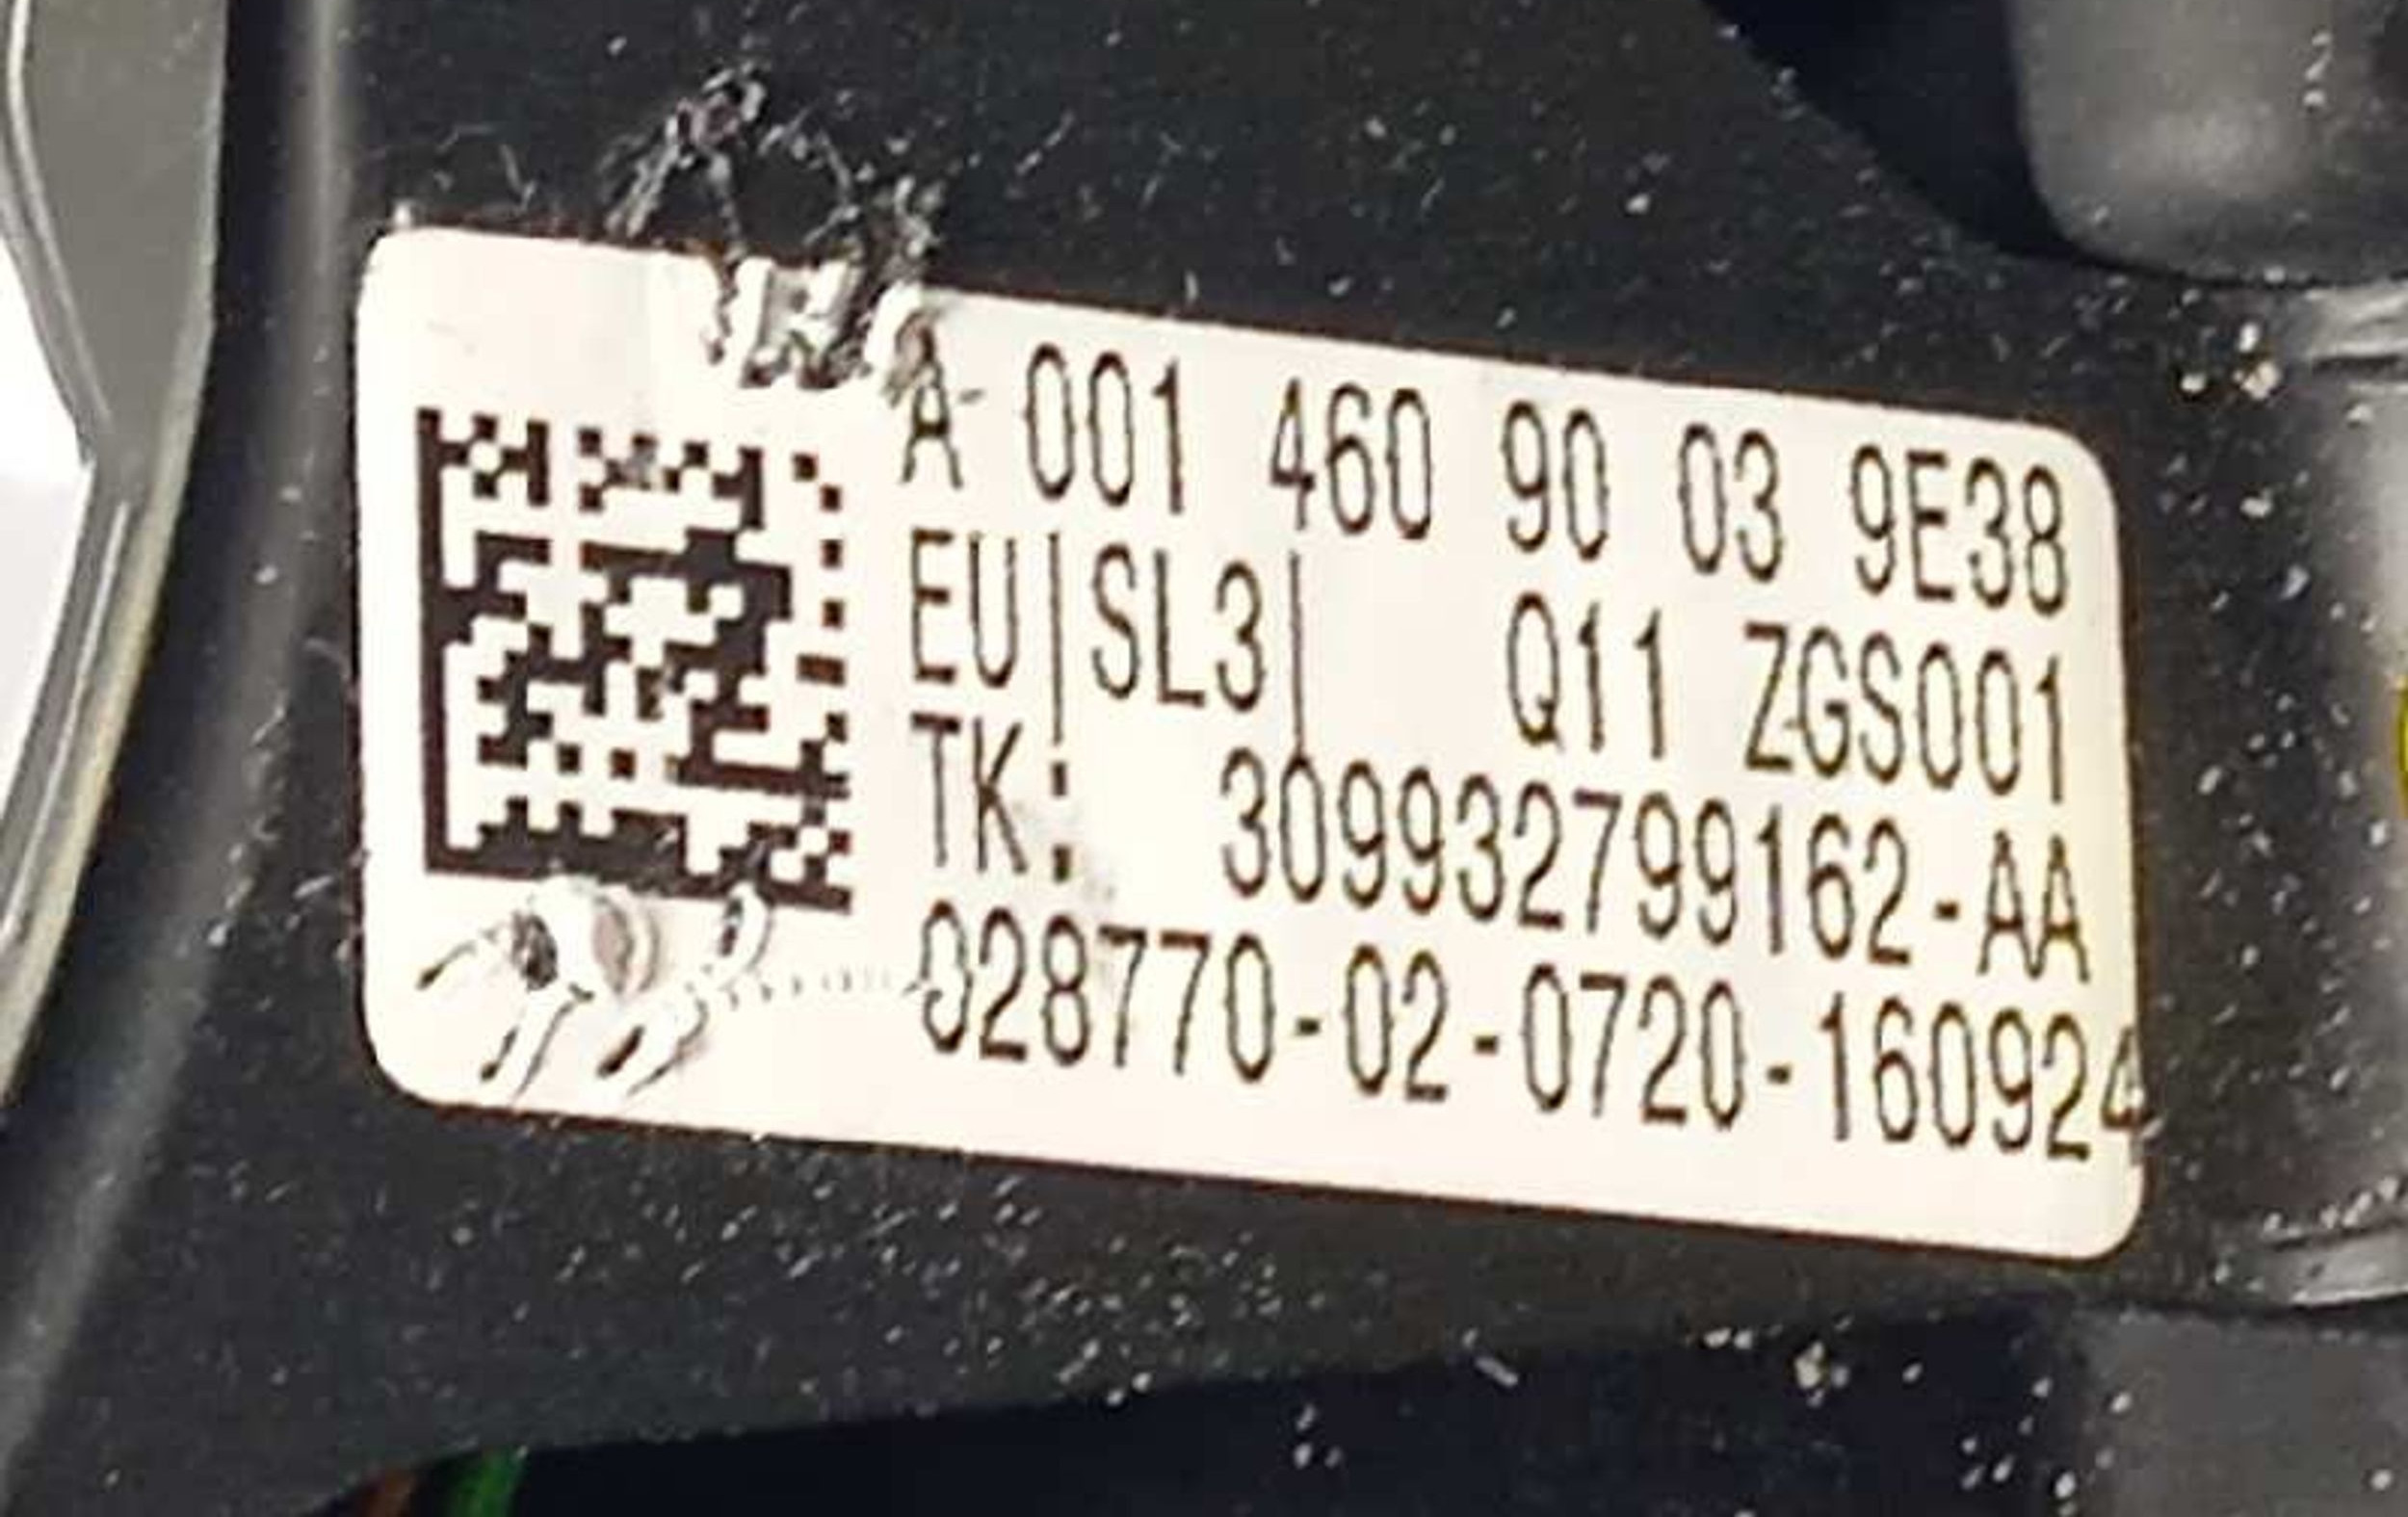 A 001 460 90 03 9E38
EU|SL3| Q11 ZGS001
TK: 309932799162-AA
028770-02-0720-160924